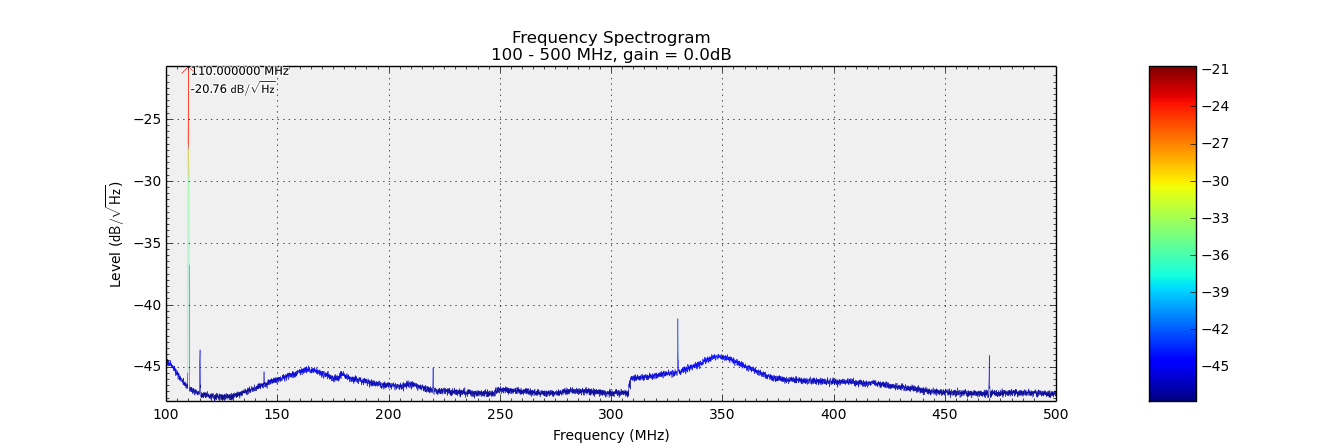 Frequency Spectrogram
100 - 500 MHz, gain = 0.0dB
110.000000 MHz
-20.76 dB/√Hz
−25
−30
−35
−40
−45
Level (dB/√Hz)
100 150 200 250 300 350 400 450 500
Frequency (MHz)
−21
−24
−27
−30
−33
−36
−39
−42
−45